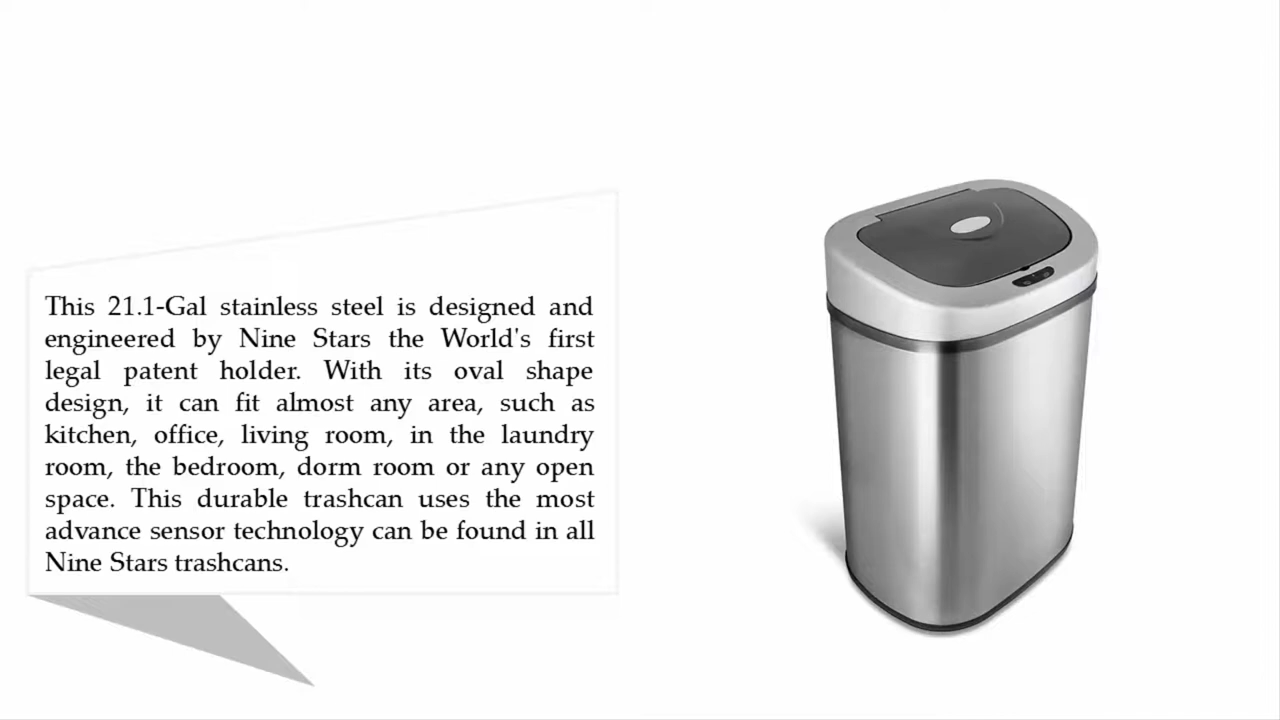 This 21.1-Gal stainless steel is designed and
engineered by Nine Stars the World's first
legal patent holder. With its oval shape
design, it can fit almost any area, such as
kitchen, office, living room, in the laundry
room, the bedroom, dorm room or any open
space. This durable trashcan uses the most
advance sensor technology can be found in all
Nine Stars trashcans.